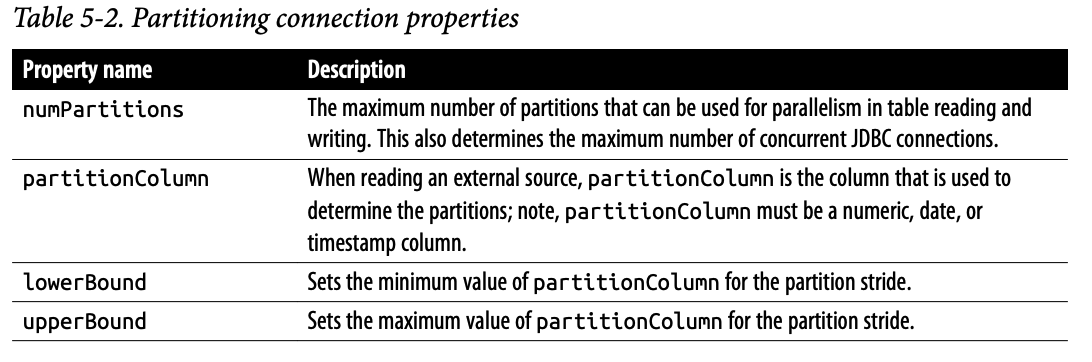 Table 5-2. Partitioning connection properties
Property name Description
numPartitions The maximum number of partitions that can be used for parallelism in table reading and
writing. This also determines the maximum number of concurrent JDBC connections.
partitionColumn When reading an external source, partitionColumn is the column that is used to
determine the partitions; note, partitionColumn must be a numeric, date, or
timestamp column.
lowerBound Sets the minimum value of partitionColumn for the partition stride.
upperBound Sets the maximum value of partitionColumn for the partition stride.